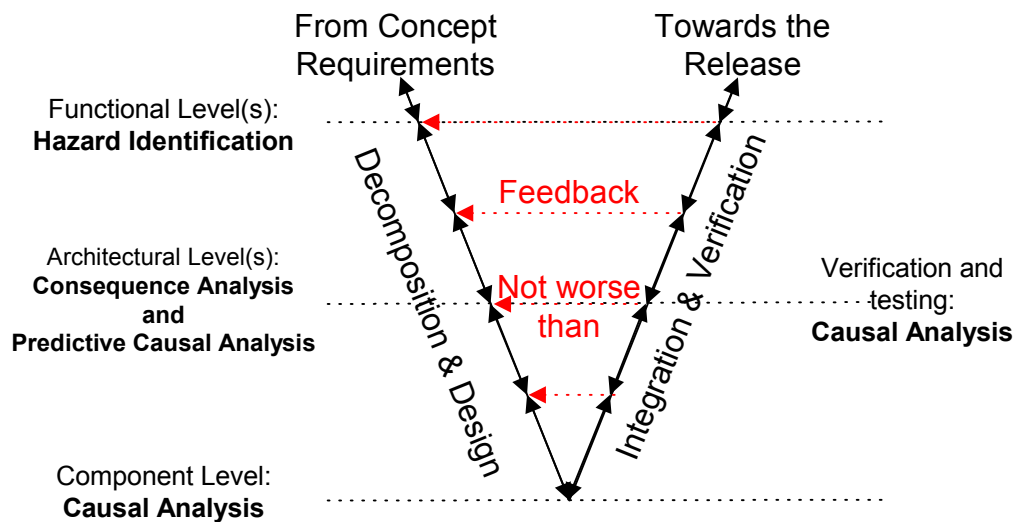 From Concept
Requirements
Towards the
Release
Functional Level(s):
Hazard Identification
Decomposition & Design
Feedback
Integration & Verification
Architectural Level(s):
Consequence Analysis
and
Predictive Causal Analysis
Not worse
than
Verification and
testing:
Causal Analysis
Component Level:
Causal Analysis